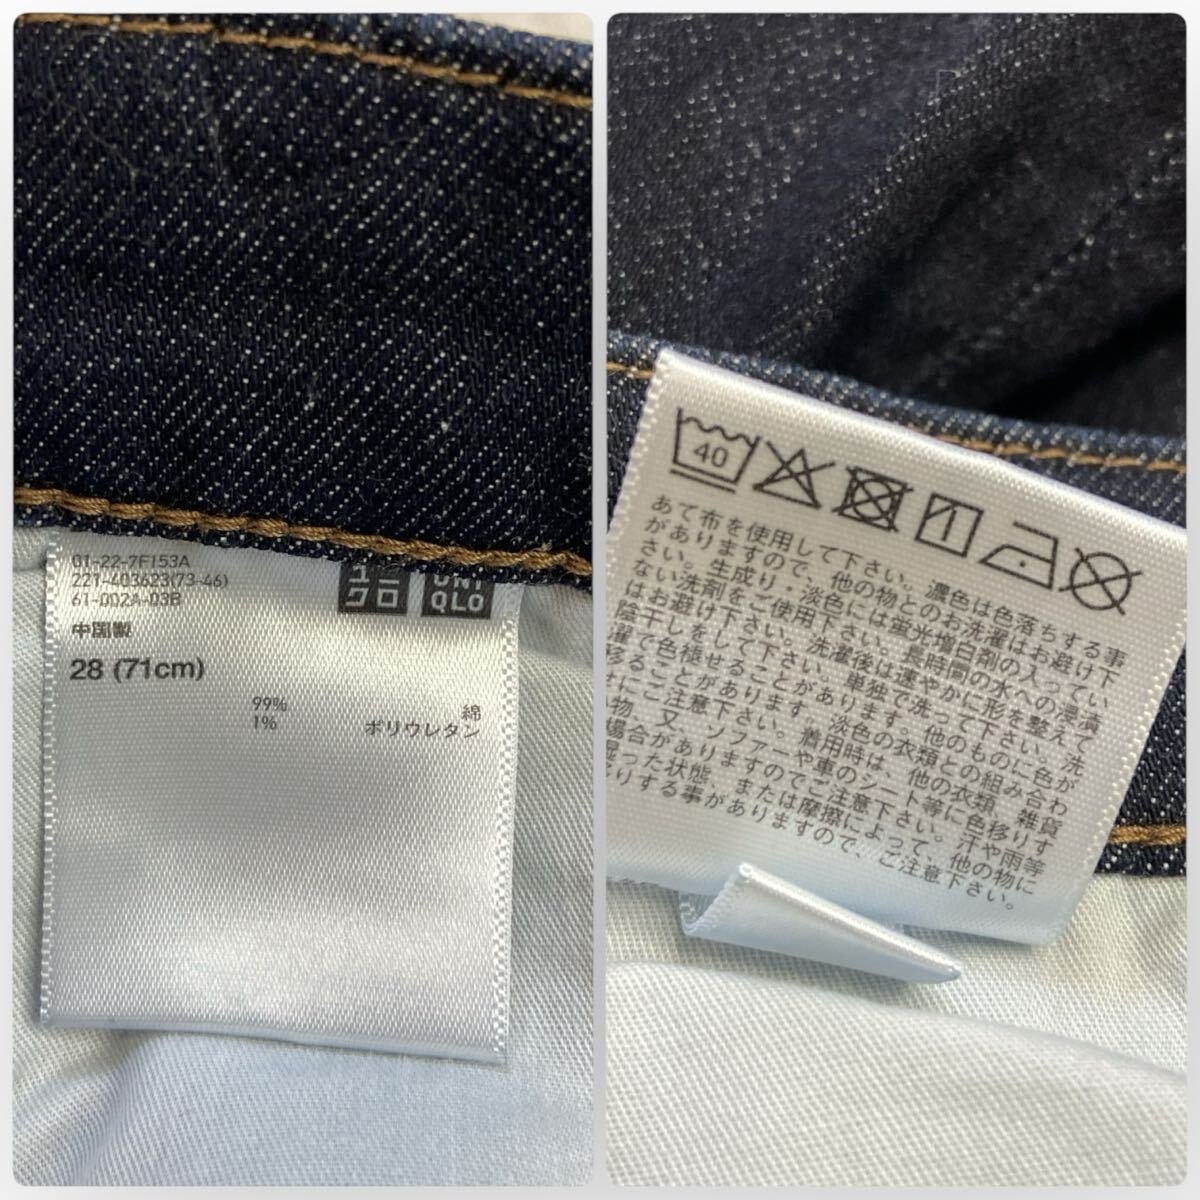 01-22-7F153A
221-403623(73-46)
61-002A-03B
中国製
28 (71cm)
99% 綿
1% ポリウレタン
ユニ
クロ
UNI
QLO
40
あて布を使用して下さい。濃色は色落ちする事
がありますので、他の物とのお洗濯はお避け下
さい。生成り・淡色には蛍光増白剤の入ってい
ない洗剤をご使用下さい。長時間の水への浸漬
はお避け下さい。洗濯後は速やかに形を整えて
陰干しをして下さい。単独で洗って下さい。洗
濯で色褪せることがあります。他のものに色が
移ることがあります。淡色の衣類との組み合わ
せにご注意下さい。着用時は、他の衣類、雑貨
小物、又、ソファーや車のシート等に色移りす
場合がありますのでご注意下さい。汗や雨等
湿った状態、または摩擦によって、他の物に
りする事がありますので、ご注意下さい。